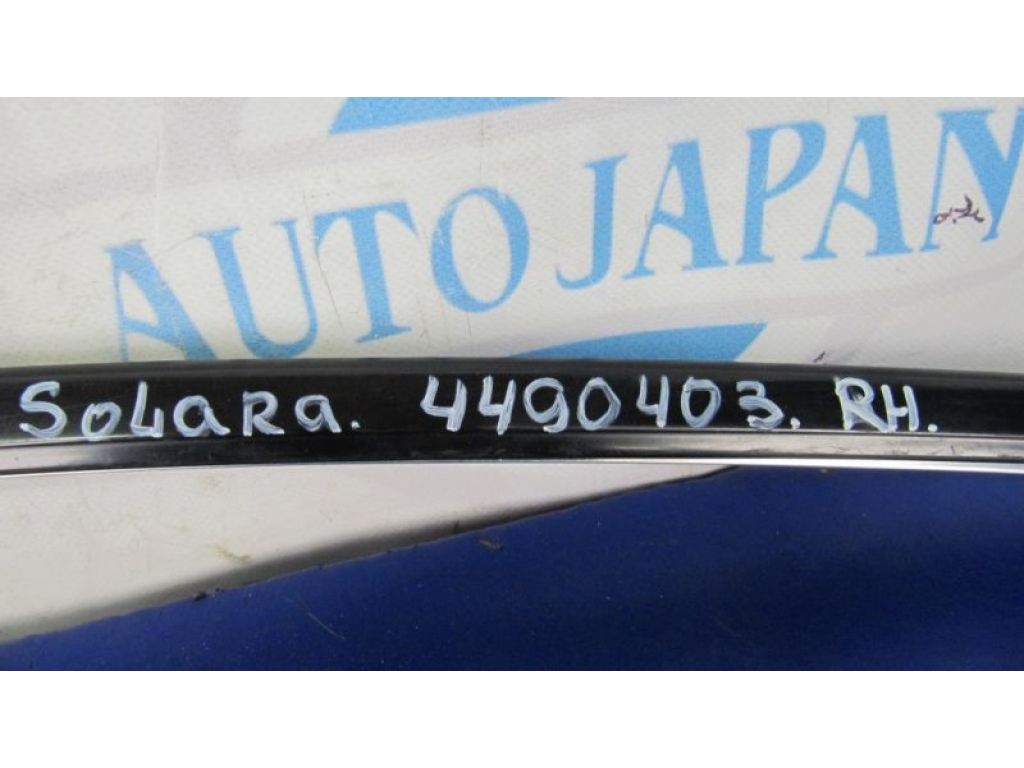 AUTO JAPAN
Solara. 4490403. RH.